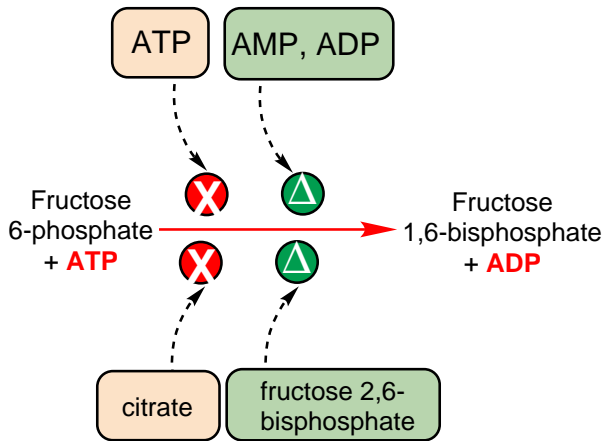 ATP
AMP, ADP
X
Δ
Fructose
6-phosphate
+ ATP
Fructose
1,6-bisphosphate
+ ADP
X
Δ
citrate
fructose 2,6-
bisphosphate